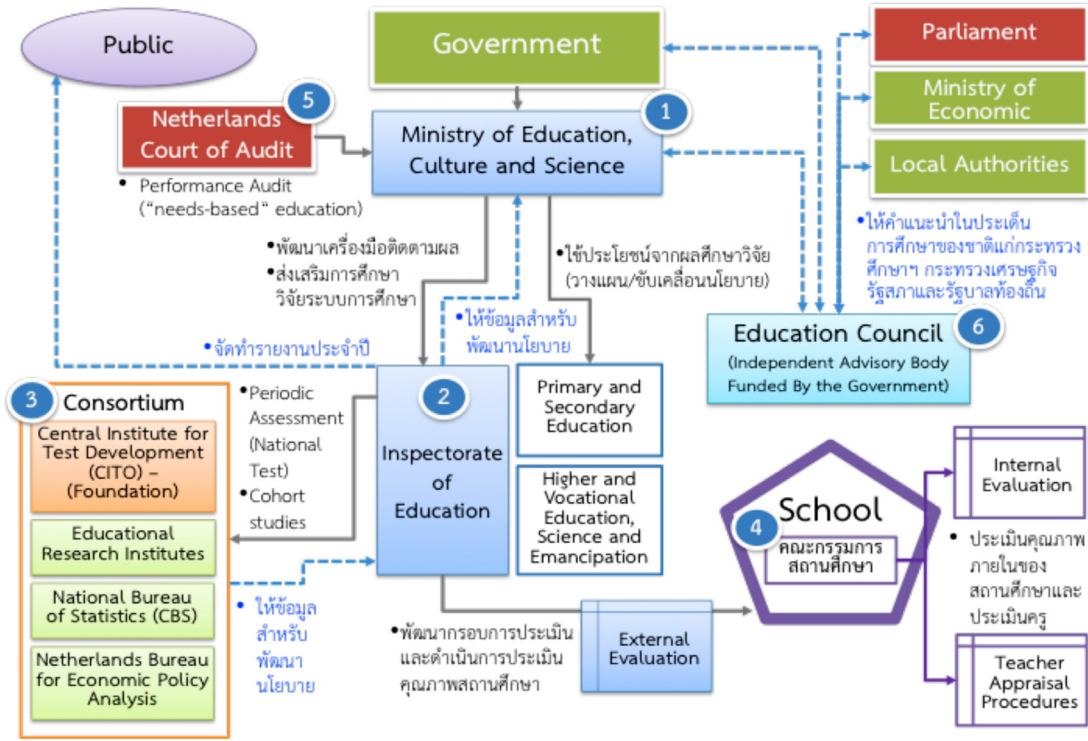 Public
Government
Parliament
Ministry of
Economic
Local Authorities
5
Netherlands
Court of Audit
• Performance Audit
("needs-based" education)
1
Ministry of Education,
Culture and Science
•พัฒนาเครื่องมือติดตามผล
•ส่งเสริมการศึกษา
วิจัยระบบการศึกษา
•ใช้ประโยชน์จากผลศึกษาวิจัย
(วางแผน/ขับเคลื่อนนโยบาย)
•ให้คำแนะนำในประเด็น
การศึกษาของชาติแก่กระทรวง
ศึกษาฯ กระทรวงเศรษฐกิจ
รัฐสภาและรัฐบาลท้องถิ่น
•จัดทำรายงานประจำปี
•ให้ข้อมูลสำหรับ
พัฒนานโยบาย
6
Education Council
(Independent Advisory Body
Funded By the Government)
3
Consortium
Central Institute for
Test Development
(CITO) –
(Foundation)
Educational
Research Institutes
National Bureau
of Statistics (CBS)
Netherlands Bureau
for Economic Policy
Analysis
•Periodic
Assessment
(National
Test)
•Cohort
studies
• ให้ข้อมูล
สำหรับ
พัฒนา
นโยบาย
2
Inspectorate
of
Education
Primary and
Secondary
Education
Higher and
Vocational
Education,
Science and
Emancipation
•พัฒนากรอบการประเมิน
และดำเนินการประเมิน
คุณภาพสถานศึกษา
External
Evaluation
School
4
คณะกรรมการ
สถานศึกษา
Internal
Evaluation
• ประเมินคุณภาพ
ภายในของ
สถานศึกษาและ
ประเมินครู
Teacher
Appraisal
Procedures